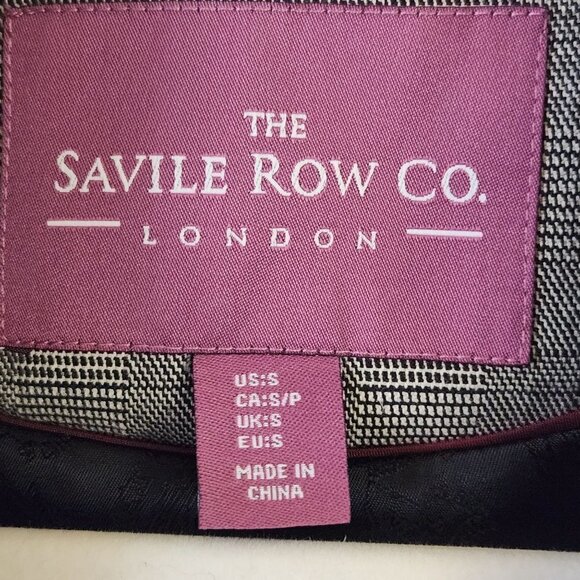 THE
SAVILE ROW CO.
LONDON
US:S
CA:S/P
UK:S
EU:S
MADE IN
CHINA